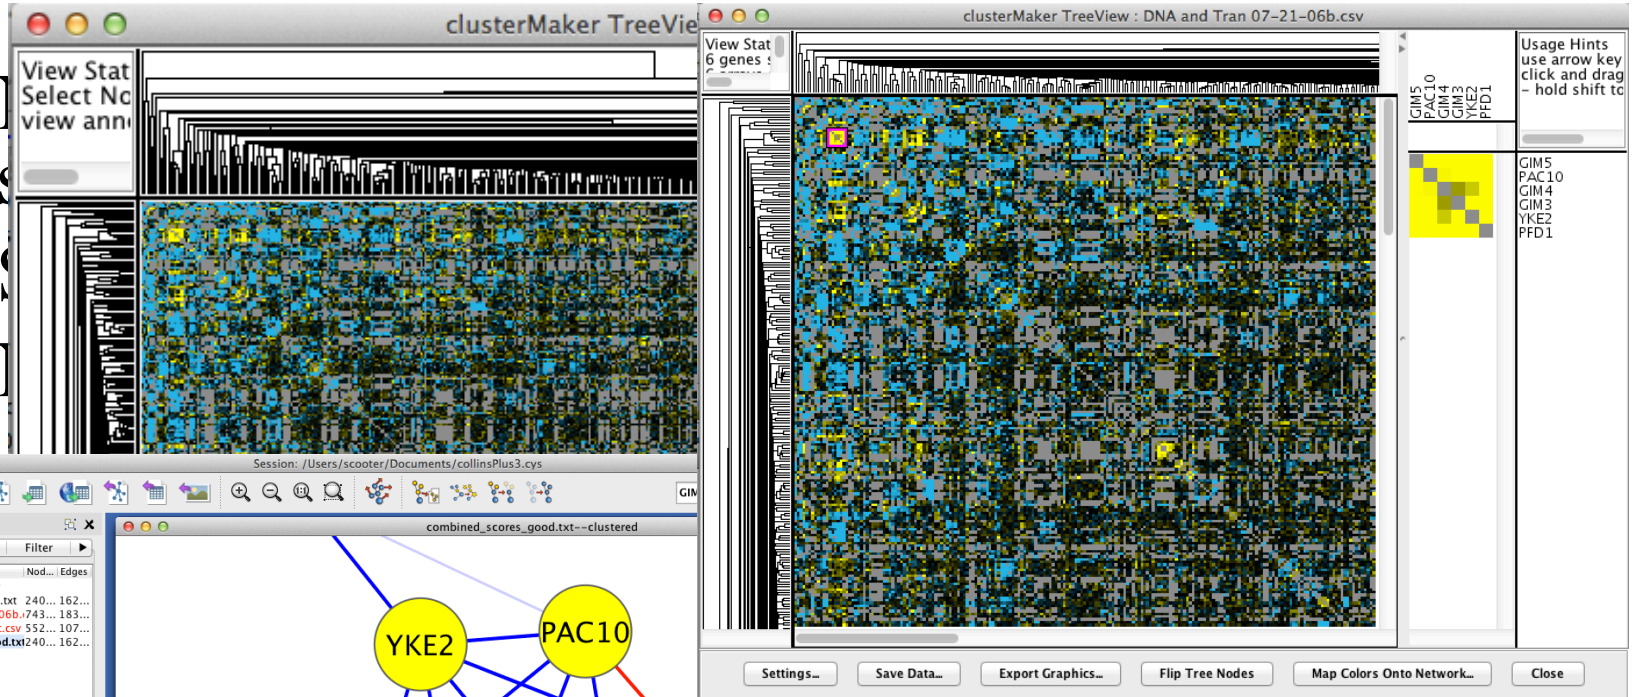 clusterMaker TreeVie
View Stat
Select No
view ann
clusterMaker TreeView : DNA and Tran 07-21-06b.csv
View Stat
6 genes s
GIM5
PAC10
GIM4
GIM3
YKE2
PFD1
Usage Hints
use arrow key
click and drag
- hold shift to
GIM5
PAC10
GIM4
GIM3
YKE2
PFD1
Session: /Users/scooter/Documents/collinsPlus3.cys
GIM
Filter
Nod... Edges
.txt 240... 162...
06b. 743... 183...
.csv 552... 107...
d.txt 240... 162...
combined_scores_good.txt--clustered
YKE2
PAC10
Settings...
Save Data...
Export Graphics...
Flip Tree Nodes
Map Colors Onto Network...
Close